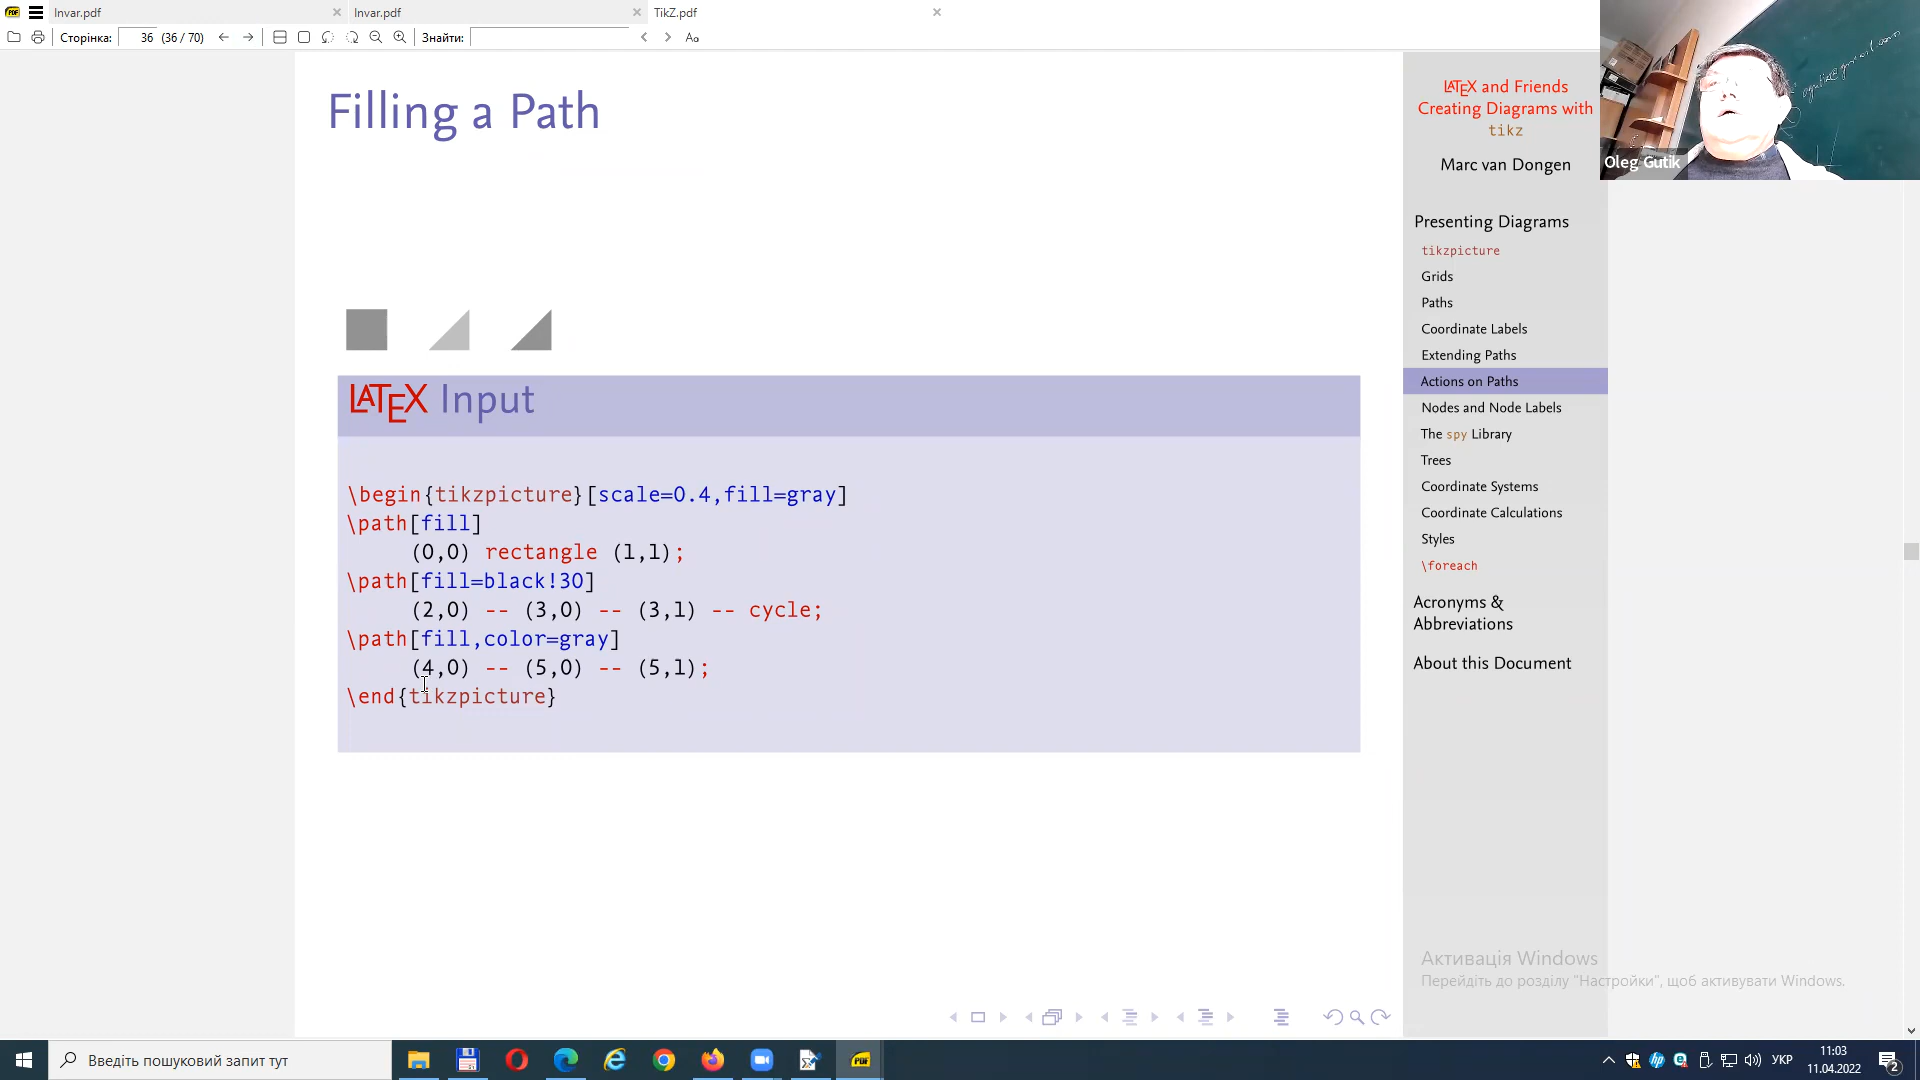 Invar.pdf
Invar.pdf
TikZ.pdf
Сторінка: 36 (36 / 70)
Знайти:
Filling a Path
LATEX Input
\begin{tikzpicture}[scale=0.4,fill=gray]
\path[fill]
(0,0) rectangle (1,1);
\path[fill=black!30]
(2,0) -- (3,0) -- (3,1) -- cycle;
\path[fill,color=gray]
(4,0) -- (5,0) -- (5,1);
\end{tikzpicture}
LATEX and Friends
Creating Diagrams with
tikz
Marc van Dongen
Presenting Diagrams
tikzpicture
Grids
Paths
Coordinate Labels
Extending Paths
Actions on Paths
Nodes and Node Labels
The spy Library
Trees
Coordinate Systems
Coordinate Calculations
Styles
\foreach
Acronyms &
Abbreviations
About this Document
Oleg Gutik
Активація Windows
Перейдіть до розділу "Настройки", щоб активувати Windows.
Введіть пошуковий запит тут
УКР
11:03
11.04.2022
2